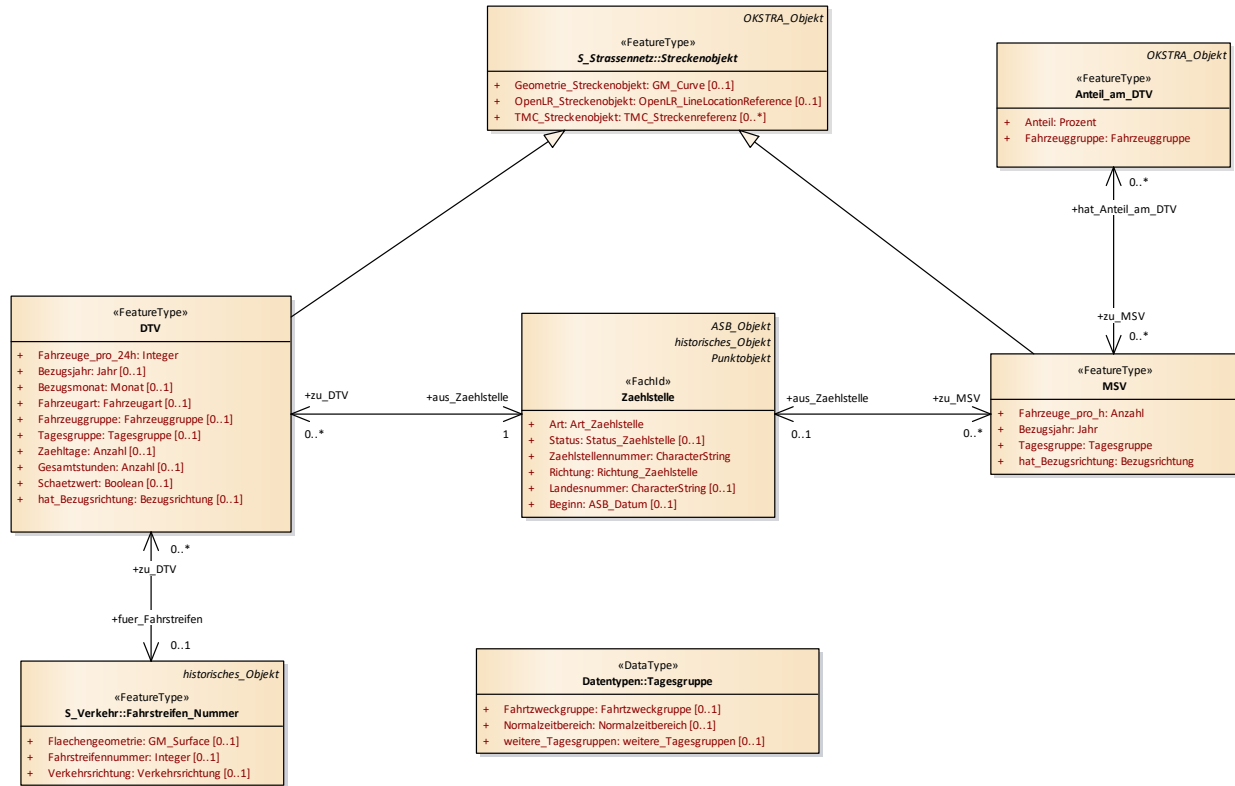 OKSTRA_Objekt
«FeatureType»
S_Strassennetz::Streckenobjekt
+ Geometrie_Streckenobjekt: GM_Curve [0..1]
+ OpenLR_Streckenobjekt: OpenLR_LineLocationReference [0..1]
+ TMC_Streckenobjekt: TMC_Streckenreferenz [0..*]
OKSTRA_Objekt
«FeatureType»
Anteil_am_DTV
+ Anteil: Prozent
+ Fahrzeuggruppe: Fahrzeuggruppe
0..*
+hat_Anteil_am_DTV
+zu_MSV
0..*
«FeatureType»
DTV
+ Fahrzeuge_pro_24h: Integer
+ Bezugsjahr: Jahr [0..1]
+ Bezugsmonat: Monat [0..1]
+ Fahrzeugart: Fahrzeugart [0..1]
+ Fahrzeuggruppe: Fahrzeuggruppe [0..1]
+ Tagesgruppe: Tagesgruppe [0..1]
+ Zaehltage: Anzahl [0..1]
+ Gesamtstunden: Anzahl [0..1]
+ Schaetzwert: Boolean [0..1]
+ hat_Bezugsrichtung: Bezugsrichtung [0..1]
+zu_DTV
0..*
+aus_Zaehlstelle
1
ASB_Objekt
historisches_Objekt
Punktobjekt
«FachId»
Zaehlstelle
+ Art: Art_Zaehlstelle
+ Status: Status_Zaehlstelle [0..1]
+ Zaehlstellennummer: CharacterString
+ Richtung: Richtung_Zaehlstelle
+ Landesnummer: CharacterString [0..1]
+ Beginn: ASB_Datum [0..1]
+aus_Zaehlstelle
0..1
+zu_MSV
0..*
«FeatureType»
MSV
+ Fahrzeuge_pro_h: Anzahl
+ Bezugsjahr: Jahr
+ Tagesgruppe: Tagesgruppe
+ hat_Bezugsrichtung: Bezugsrichtung
0..*
+zu_DTV
+fuer_Fahrstreifen
0..1
historisches_Objekt
«FeatureType»
S_Verkehr::Fahrstreifen_Nummer
+ Flaechengeometrie: GM_Surface [0..1]
+ Fahrstreifennummer: Integer [0..1]
+ Verkehrsrichtung: Verkehrsrichtung [0..1]
«DataType»
Datentypen::Tagesgruppe
+ Fahrtzweckgruppe: Fahrtzweckgruppe [0..1]
+ Normalzeitbereich: Normalzeitbereich [0..1]
+ weitere_Tagesgruppen: weitere_Tagesgruppen [0..1]